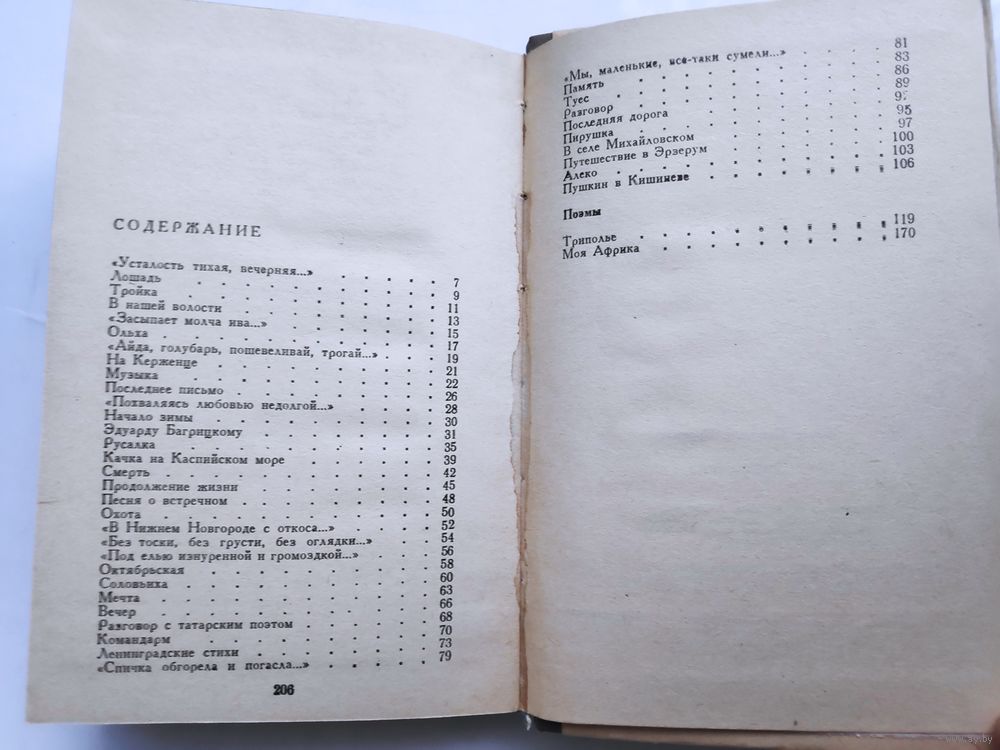 СОДЕРЖАНИЕ
«Усталость тихая, вечерняя...» . . . . 7
Лошадь . . . . . . . . . . 9
Тройка . . . . . . . . . . 11
В нашей волости . . . . . . . 13
«Засыпает молча ива...» . . . . . 15
Ольха . . . . . . . . . . 17
«Айда, голубарь, пошевеливай, трогай...» . . . 19
На Керженце . . . . . . . . 21
Музыка . . . . . . . . . . 22
Последнее письмо . . . . . . . 26
«Похваляясь любовью недолгой...» . . . . 28
Начало зимы . . . . . . . . 30
Эдуарду Багрицкому . . . . . . 31
Русалка . . . . . . . . . . 35
Качка на Каспийском море . . . . . 39
Смерть . . . . . . . . . . 42
Продолжение жизни . . . . . . . 45
Песня о встречном . . . . . . . 48
Охота . . . . . . . . . . 50
«В Нижнем Новгороде с откоса...» . . . . 52
«Без тоски, без грусти, без оглядки...» . . . 54
«Под елью изнуренной и громоздкой...» . . . 56
Октябрьская . . . . . . . . 58
Соловьиха . . . . . . . . . 60
Мечта . . . . . . . . . . 63
Вечер . . . . . . . . . . 66
Разговор с татарским поэтом . . . . . 68
Командарм . . . . . . . . . 70
Ленинградские стихи . . . . . . 73
«Спичка обгорела и погасла...» . . . . 79
206
«Мы, маленькие, все-таки сумели...» . . . . 81
Память . . . . . . . . . . 83
Туес . . . . . . . . . . 86
Разговор . . . . . . . . . 89
Последняя дорога . . . . . . .
Пирушка . . . . . . . . . 95
В селе Михайловском . . . . . . 97
Путешествие в Эрзерум . . . . . . 100
Алеко . . . . . . . . . . 103
Пушкин в Кишиневе . . . . . . . 106
Поэмы
Триполье . . . . . . . . . 119
Моя Африка . . . . . . . . 170
www.ay.by